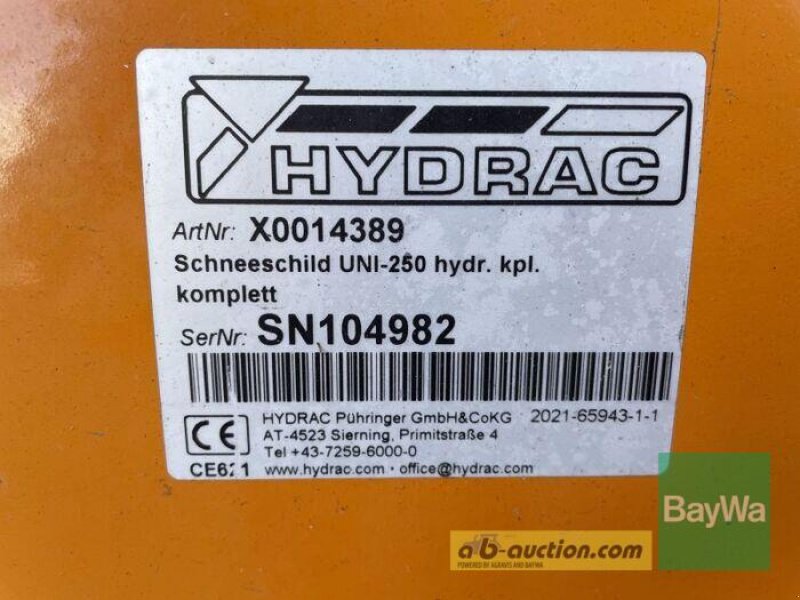 HYDRAC
ArtNr: X0014389
Schneeschild UNI-250 hydr. kpl.
komplett
SerNr: SN104982
HYDRAC Pühringer GmbH&CoKG 2021-65943-1-1
AT-4523 Sierning, Primitstraße 4
Tel +43-7259-6000-0
CE621 www.hydrac.com · office@hydrac.com
BayWa
ab-auction.com
POWERED BY AGRAVIS AND BAYWA